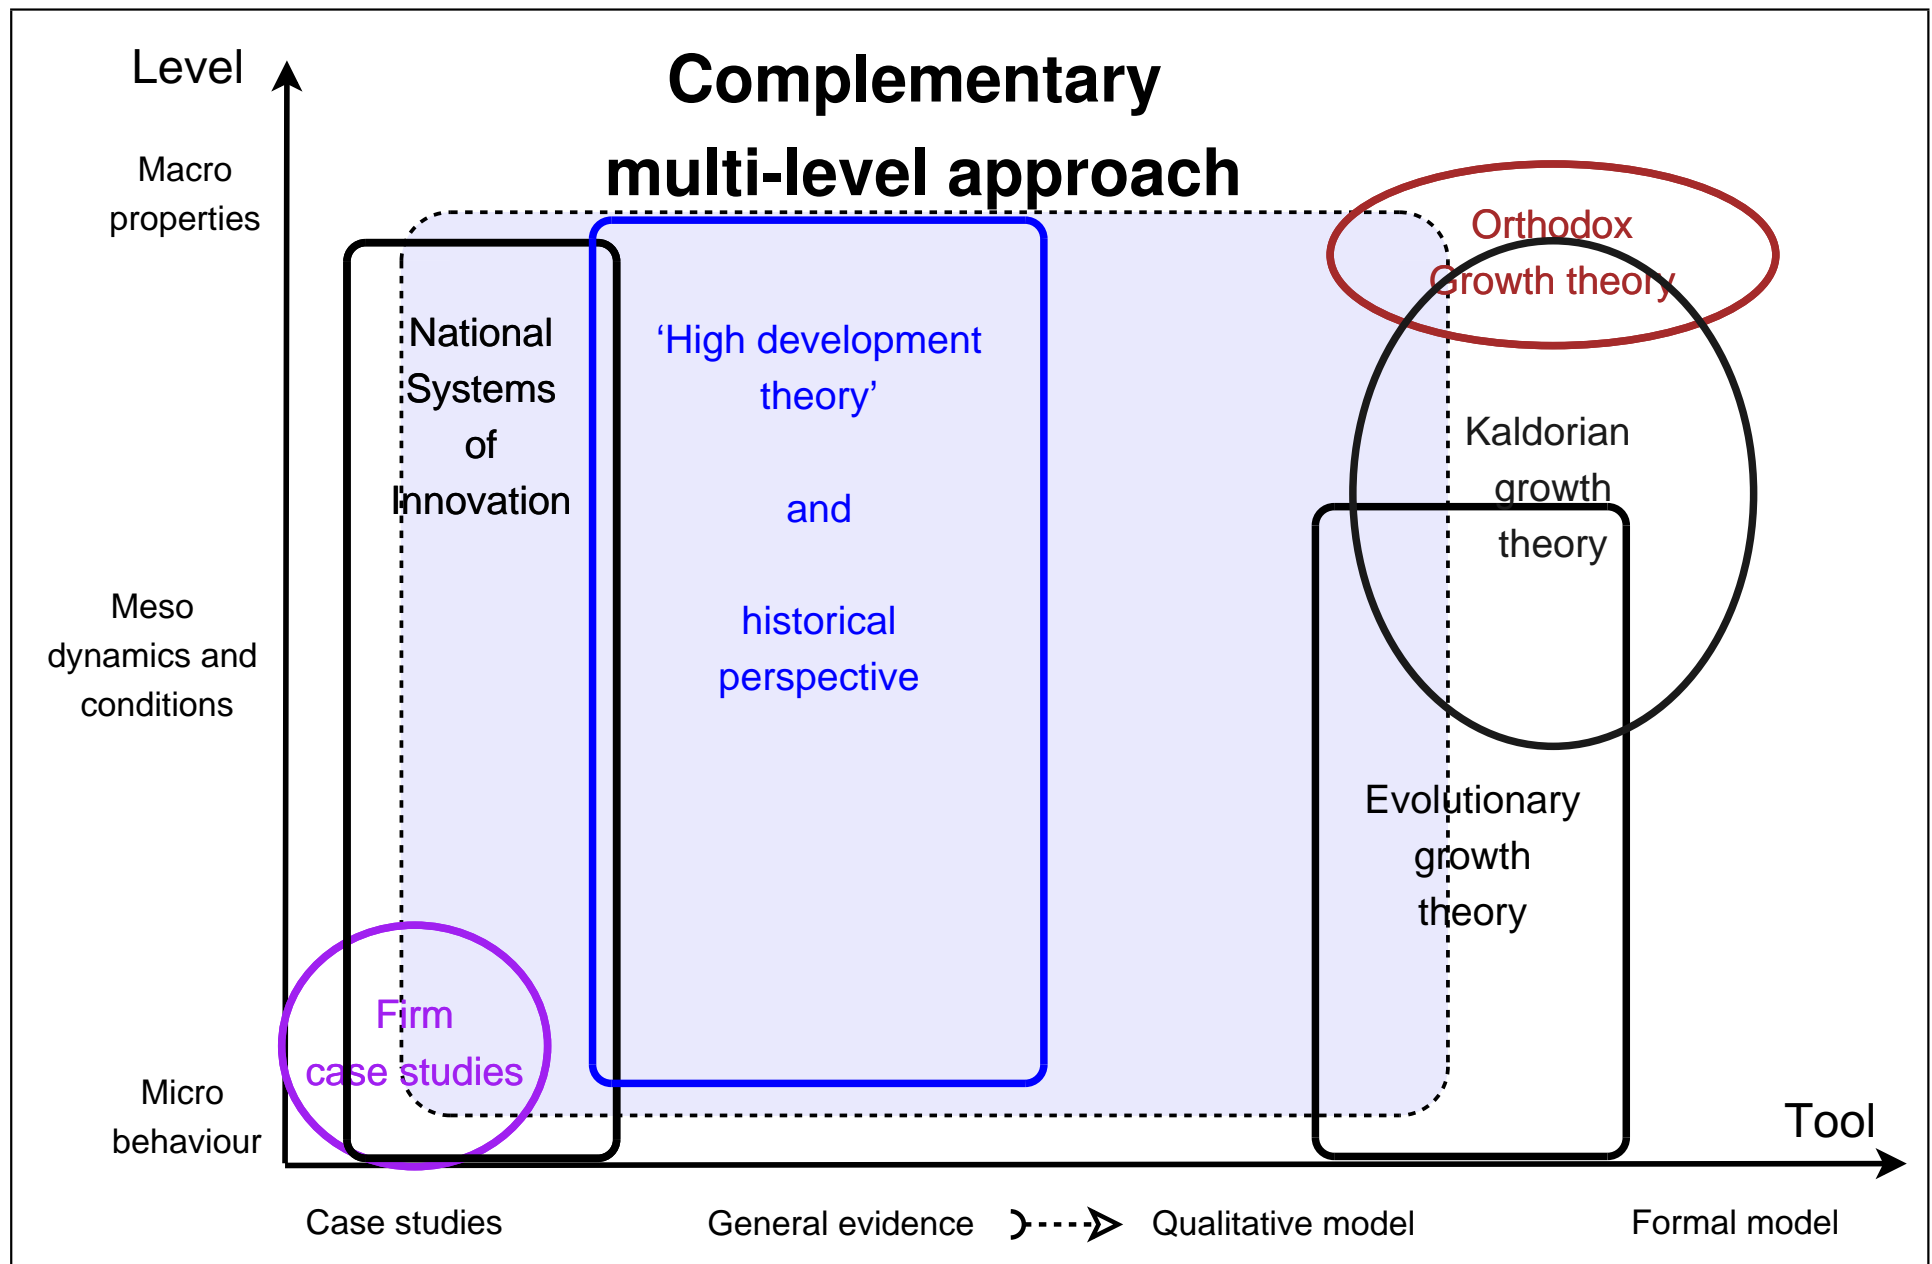 Level
Complementary
multi-level approach
Macro
properties
Orthodox
Growth theory
National
Systems
of
Innovation
‘High development
theory’
and
historical
perspective
Kaldorian
growth
theory
Meso
dynamics and
conditions
Evolutionary
growth
theory
Firm
case studies
Micro
behaviour
Tool
Case studies
General evidence
Qualitative model
Formal model